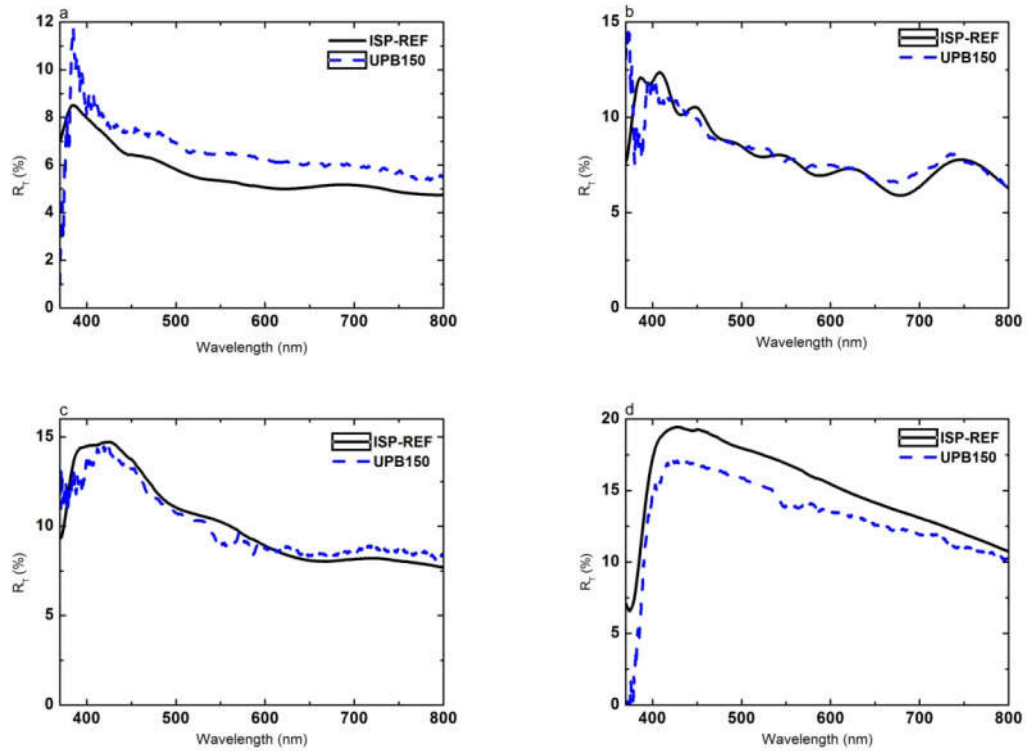 a
12
10
8
6
4
2
0
R_T (%)
ISP-REF
UPB150
400 500 600 700 800
Wavelength (nm)
b
15
10
5
0
R_T (%)
ISP-REF
UPB150
400 500 600 700 800
Wavelength (nm)
c
15
10
5
0
R_T (%)
ISP-REF
UPB150
400 500 600 700 800
Wavelength (nm)
d
20
15
10
5
0
R_T (%)
ISP-REF
UPB150
400 500 600 700 800
Wavelength (nm)